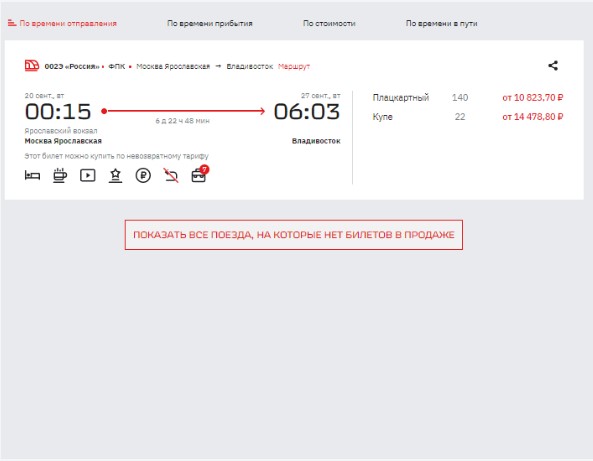 По времени отправления По времени прибытия По стоимости По времени в пути
002Э «Россия» • ФПК • Москва Ярославская → Владивосток Маршрут
20 сент., вт 27 сент., вт
00:15 6 д 22 ч 48 мин 06:03
Ярославский вокзал
Москва Ярославская Владивосток
Этот билет можно купить по невозвратному тарифу
7
Плацкартный 140 от 10 823,70 ₽
Купе 22 от 14 478,80 ₽
ПОКАЗАТЬ ВСЕ ПОЕЗДА, НА КОТОРЫЕ НЕТ БИЛЕТОВ В ПРОДАЖЕ